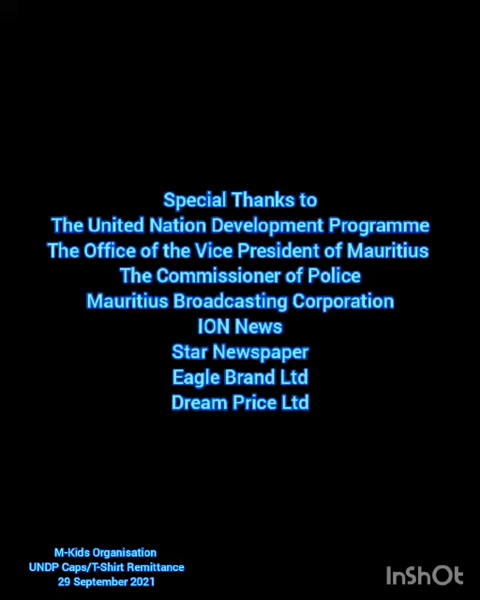 Special Thanks to
The United Nation Development Programme
The Office of the Vice President of Mauritius
The Commissioner of Police
Mauritius Broadcasting Corporation
ION News
Star Newspaper
Eagle Brand Ltd
Dream Price Ltd
M-Kids Organisation
UNDP Caps/T-Shirt Remittance
29 September 2021
InShOt